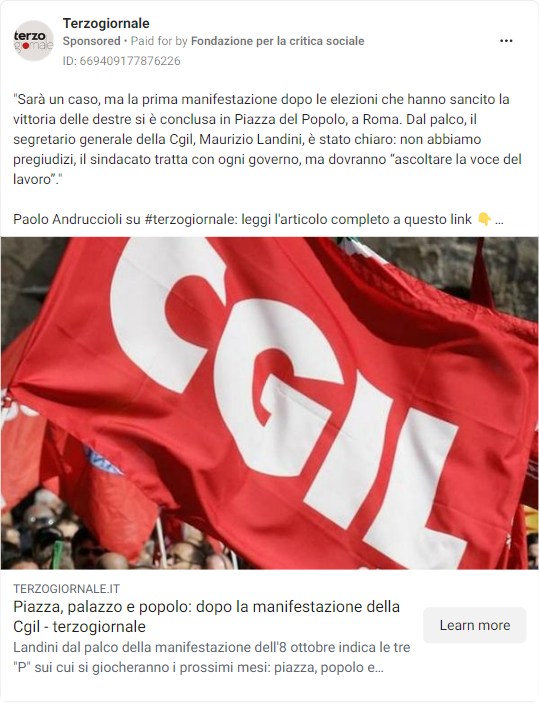 terzo
giornale
Terzogiornale
Sponsored • Paid for by Fondazione per la critica sociale
ID: 669409177876226
"Sarà un caso, ma la prima manifestazione dopo le elezioni che hanno sancito la
vittoria delle destre si è conclusa in Piazza del Popolo, a Roma. Dal palco, il
segretario generale della Cgil, Maurizio Landini, è stato chiaro: non abbiamo
pregiudizi, il sindacato tratta con ogni governo, ma dovranno “ascoltare la voce del
lavoro”."
Paolo Andruccioli su #terzogiornale: leggi l'articolo completo a questo link 👇 ...
CGIL
TERZOGIORNALE.IT
Piazza, palazzo e popolo: dopo la manifestazione della
Cgil - terzogiornale
Landini dal palco della manifestazione dell'8 ottobre indica le tre
"P" su cui si giocheranno i prossimi mesi: piazza, popolo e...
Learn more